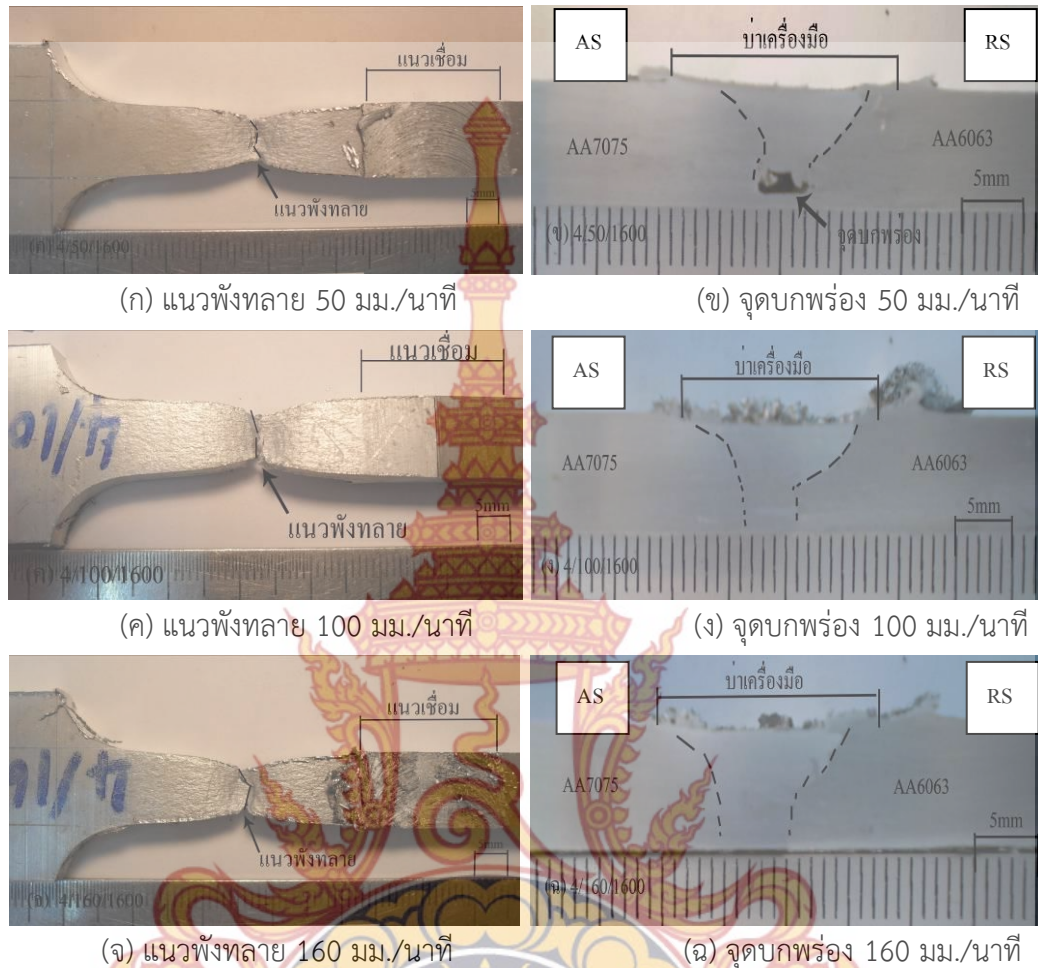 แนวเชื่อม
แนวพังทลาย
5mm
(ก) 4/50/1600
AS
บ่าเครื่องมือ
RS
AA7075
AA6063
5mm
(ข) 4/50/1600
จุดบกพร่อง
(ก) แนวพังทลาย 50 มม./นาที
(ข) จุดบกพร่อง 50 มม./นาที
แนวเชื่อม
แนวพังทลาย
5mm
(ค) 4/100/1600
AS
บ่าเครื่องมือ
RS
AA7075
AA6063
5mm
(ง) 4/100/1600
(ค) แนวพังทลาย 100 มม./นาที
(ง) จุดบกพร่อง 100 มม./นาที
แนวเชื่อม
แนวพังทลาย
5mm
(จ) 4/160/1600
AS
บ่าเครื่องมือ
RS
AA7075
AA6063
5mm
(ฉ) 4/160/1600
(จ) แนวพังทลาย 160 มม./นาที
(ฉ) จุดบกพร่อง 160 มม./นาที